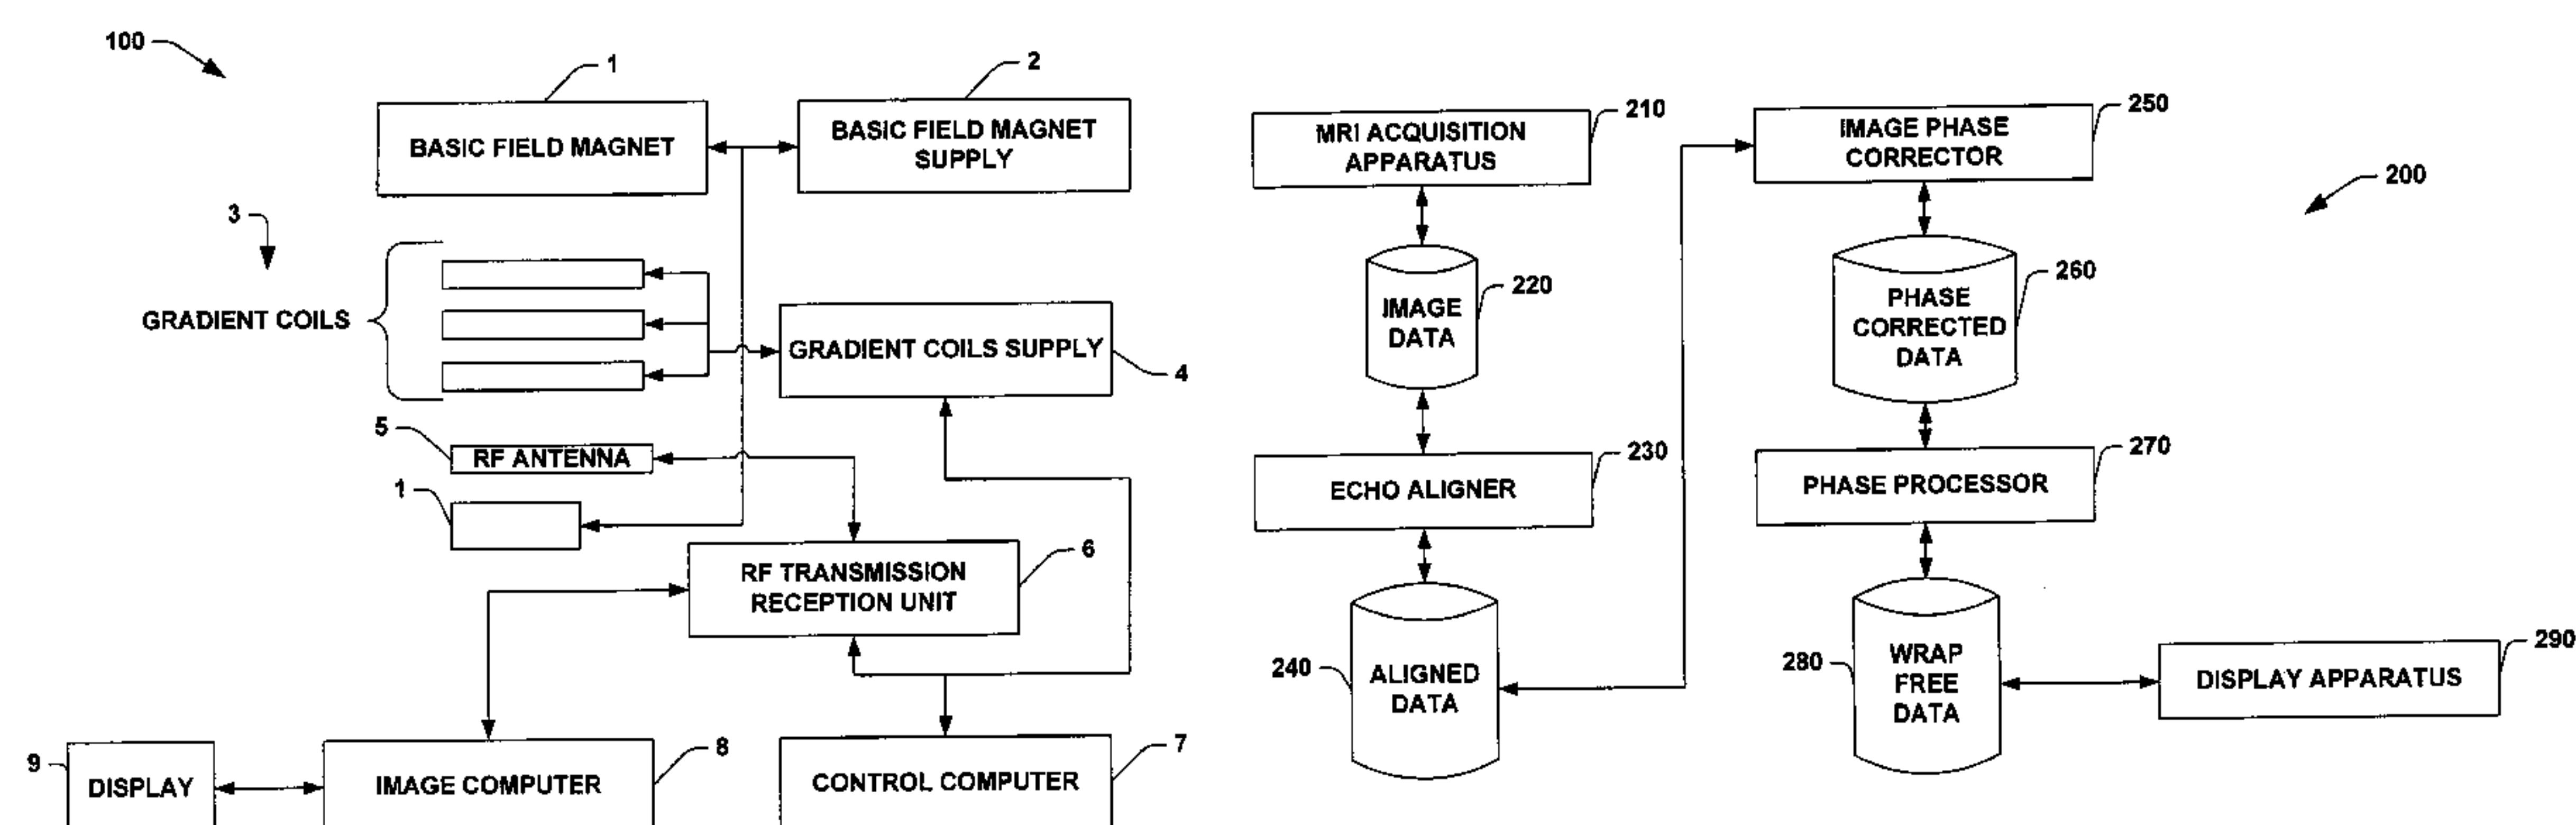 100
1
BASIC FIELD MAGNET
2
BASIC FIELD MAGNET
SUPPLY
3
GRADIENT COILS
GRADIENT COILS SUPPLY
4
5
RF ANTENNA
1
RF TRANSMISSION
RECEPTION UNIT
6
9
DISPLAY
IMAGE COMPUTER
8
CONTROL COMPUTER
7
200
MRI ACQUISITION
APPARATUS
210
IMAGE
DATA
220
ECHO ALIGNER
230
240
ALIGNED
DATA
IMAGE PHASE
CORRECTOR
250
PHASE
CORRECTED
DATA
260
PHASE PROCESSOR
270
280
WRAP
FREE
DATA
DISPLAY APPARATUS
290